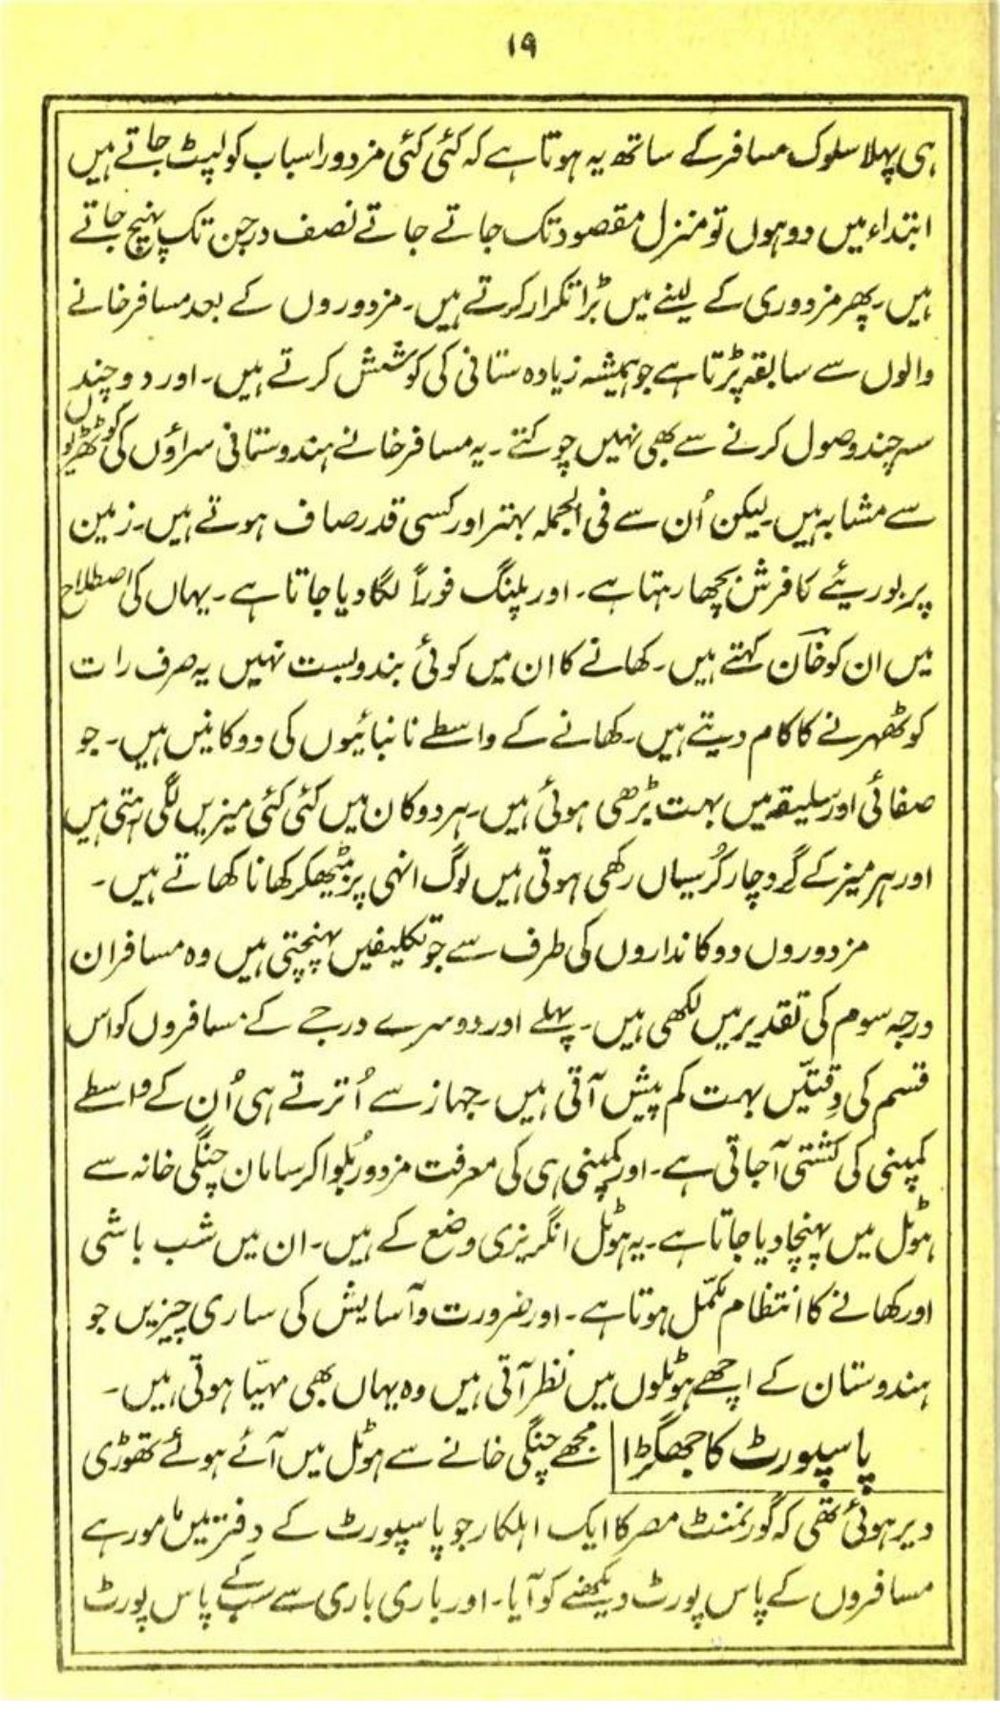 ۱۹
ہی پہلا سلوک مسافر کے ساتھ یہ ہوتا ہے کہ کئی کئی مزدور اسباب کو لپٹ جاتے ہیں
ابتداء میں دو ہوں تو منزل مقصود تک جاتے جاتے نصف درجن تک پہنچ جاتے
ہیں۔ پھر مزدوری کے لینے میں بڑا تکرار کرتے ہیں۔ مزدوروں کے بعد مسافر خانے
والوں سے سابقہ پڑتا ہے جو ہمیشہ زیادہ ستانی کی کوشش کرتے ہیں۔ اور دو چند
سہ چند وصول کرنے سے بھی نہیں چوکتے۔ یہ مسافر خانے ہندوستانی سراؤں کی کوٹھڑیوں
سے مشابہ ہیں۔ لیکن اُن سے فی الجملہ بہتر اور کسی قدر صاف ہوتے ہیں۔ زمین
پر بوریئے کا فرش بچھا رہتا ہے۔ اور پلنگ فوراً لگا دیا جاتا ہے۔ یہاں کی اصطلاح
میں ان کو خان کہتے ہیں۔ کھانے کا ان میں کوئی بندوبست نہیں یہ صرف رات
کو ٹھہرنے کا کام دیتے ہیں۔ کھانے کے واسطے نانبائیوں کی دوکانیں ہیں۔ جو
صفائی اور سلیقہ میں بہت بڑھی ہوئی ہیں۔ ہر دوکان میں کئی کئی میزیں لگی رہتی ہیں
اور ہر میز کے گرد چار کُرسیاں رکھی ہوتی ہیں لوگ انہی پر بیٹھکر کھانا کھاتے ہیں۔
مزدوروں و دوکانداروں کی طرف سے جو تکلیفیں پہنچتی ہیں وہ مسافران
درجہ سوم کی تقدیر میں لکھی ہیں۔ پہلے اور دوسرے درجے کے مسافروں کو اس
قسم کی دِقتیں بہت کم پیش آتی ہیں۔ جہاز سے اُترتے ہی اُن کے واسطے
کمپنی کی کشتی آ جاتی ہے۔ اور کمپنی ہی کی معرفت مزدور بُلوا کر سامان چنگی خانہ سے
ہوٹل میں پہنچا دیا جاتا ہے۔ یہ ہوٹل انگریزی وضع کے ہیں۔ ان میں شب باشی
اور کھانے کا انتظام مکمّل ہوتا ہے۔ اور ضرورت و آسایش کی ساری چیزیں جو
ہندوستان کے اچھے ہوٹلوں میں نظر آتی ہیں وہ یہاں بھی مہیّا ہوتی ہیں۔
پاسپورٹ کا جھگڑا | مجھے چنگی خانے سے ہوٹل میں آئے ہوئے تھوڑی
دیر ہوئی تھی کہ گورنمنٹ مصر کا ایک اہلکار جو پاسپورٹ کے دفتر میں مامور ہے
مسافروں کے پاس پورٹ دیکھنے کو آیا۔ اور باری باری سے سب کے پاس پورٹ